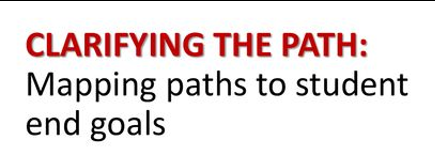 CLARIFYING THE PATH:
Mapping paths to student
end goals